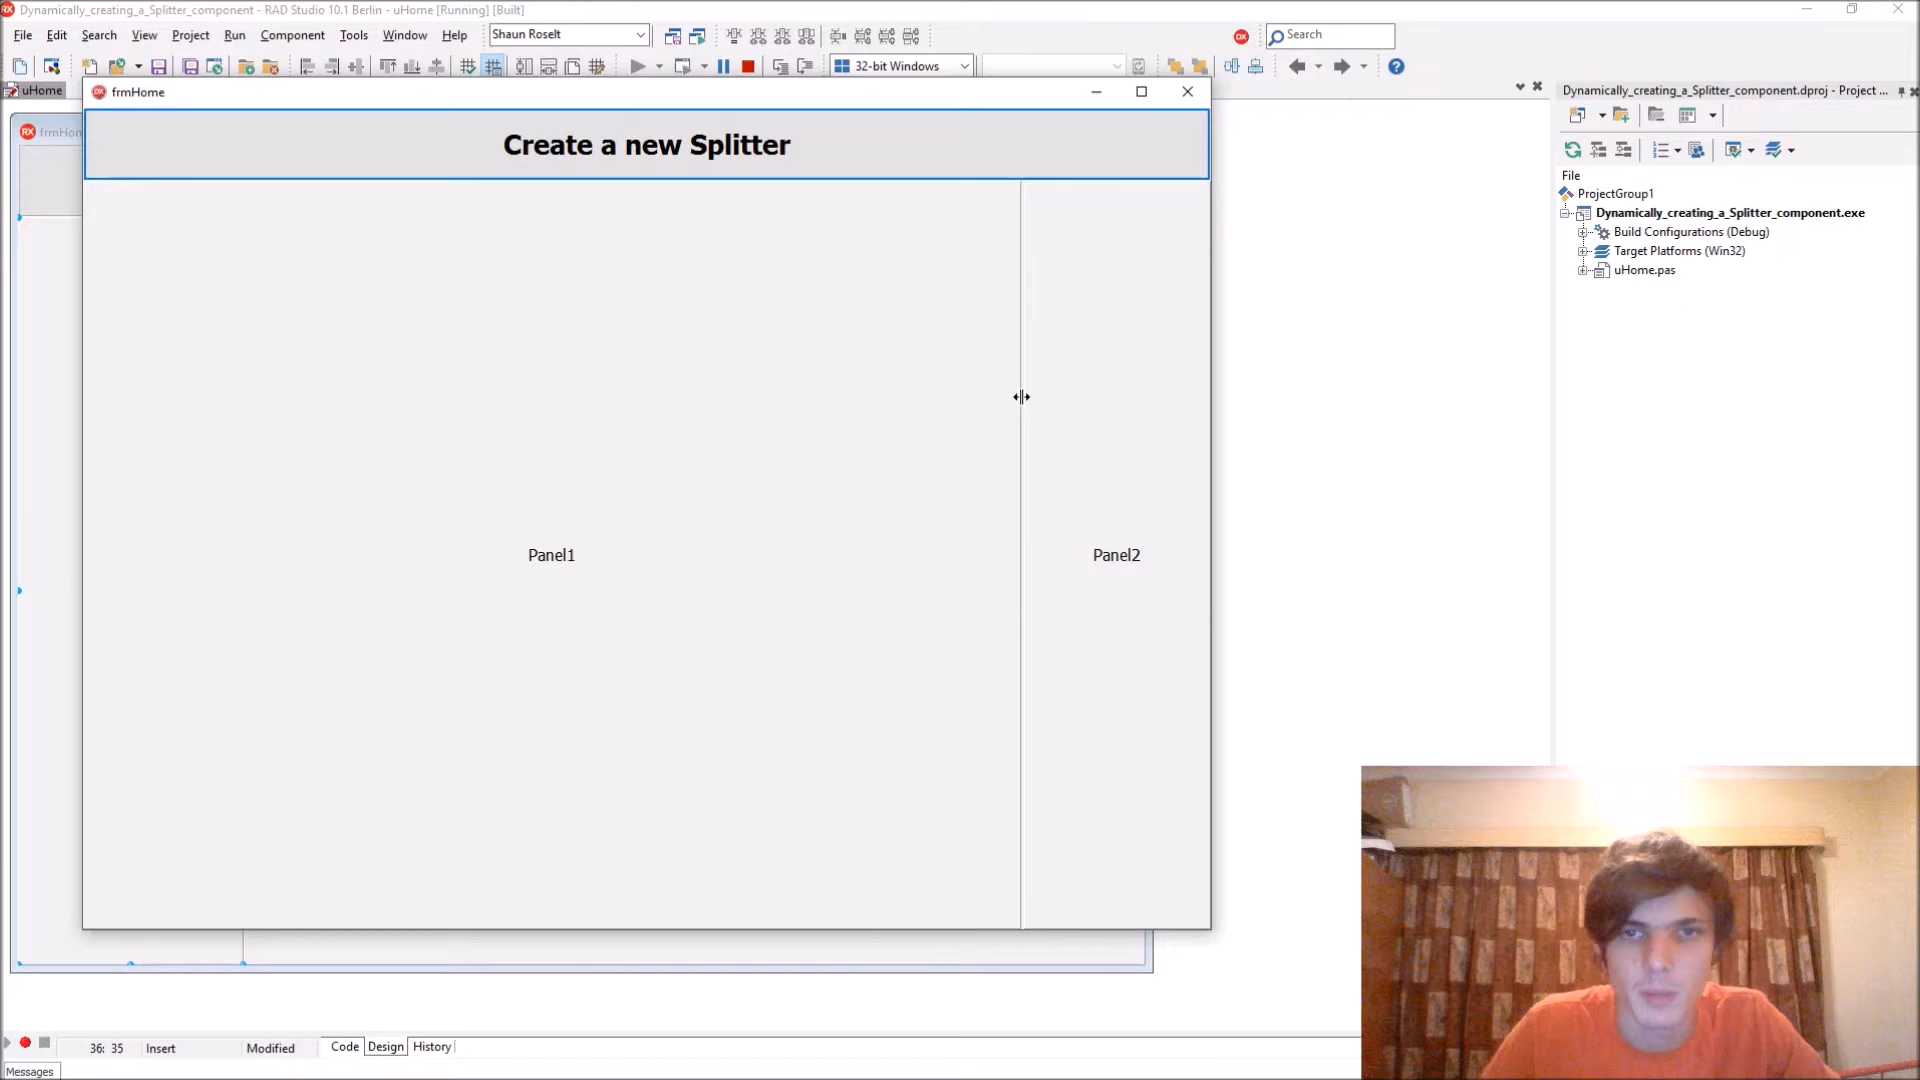 Dynamically_creating_a_Splitter_component - RAD Studio 10.1 Berlin - uHome [Running] [Built]
File Edit Search View Project Run Component Tools Window Help Shaun Roselt Search
32-bit Windows
uHome
Dynamically_creating_a_Splitter_component.dproj - Project ...
frmHome
frmHon
Create a new Splitter
File
ProjectGroup1
Dynamically_creating_a_Splitter_component.exe
Build Configurations (Debug)
Target Platforms (Win32)
uHome.pas
Panel1
Panel2
36: 35 Insert Modified Code Design History
Messages